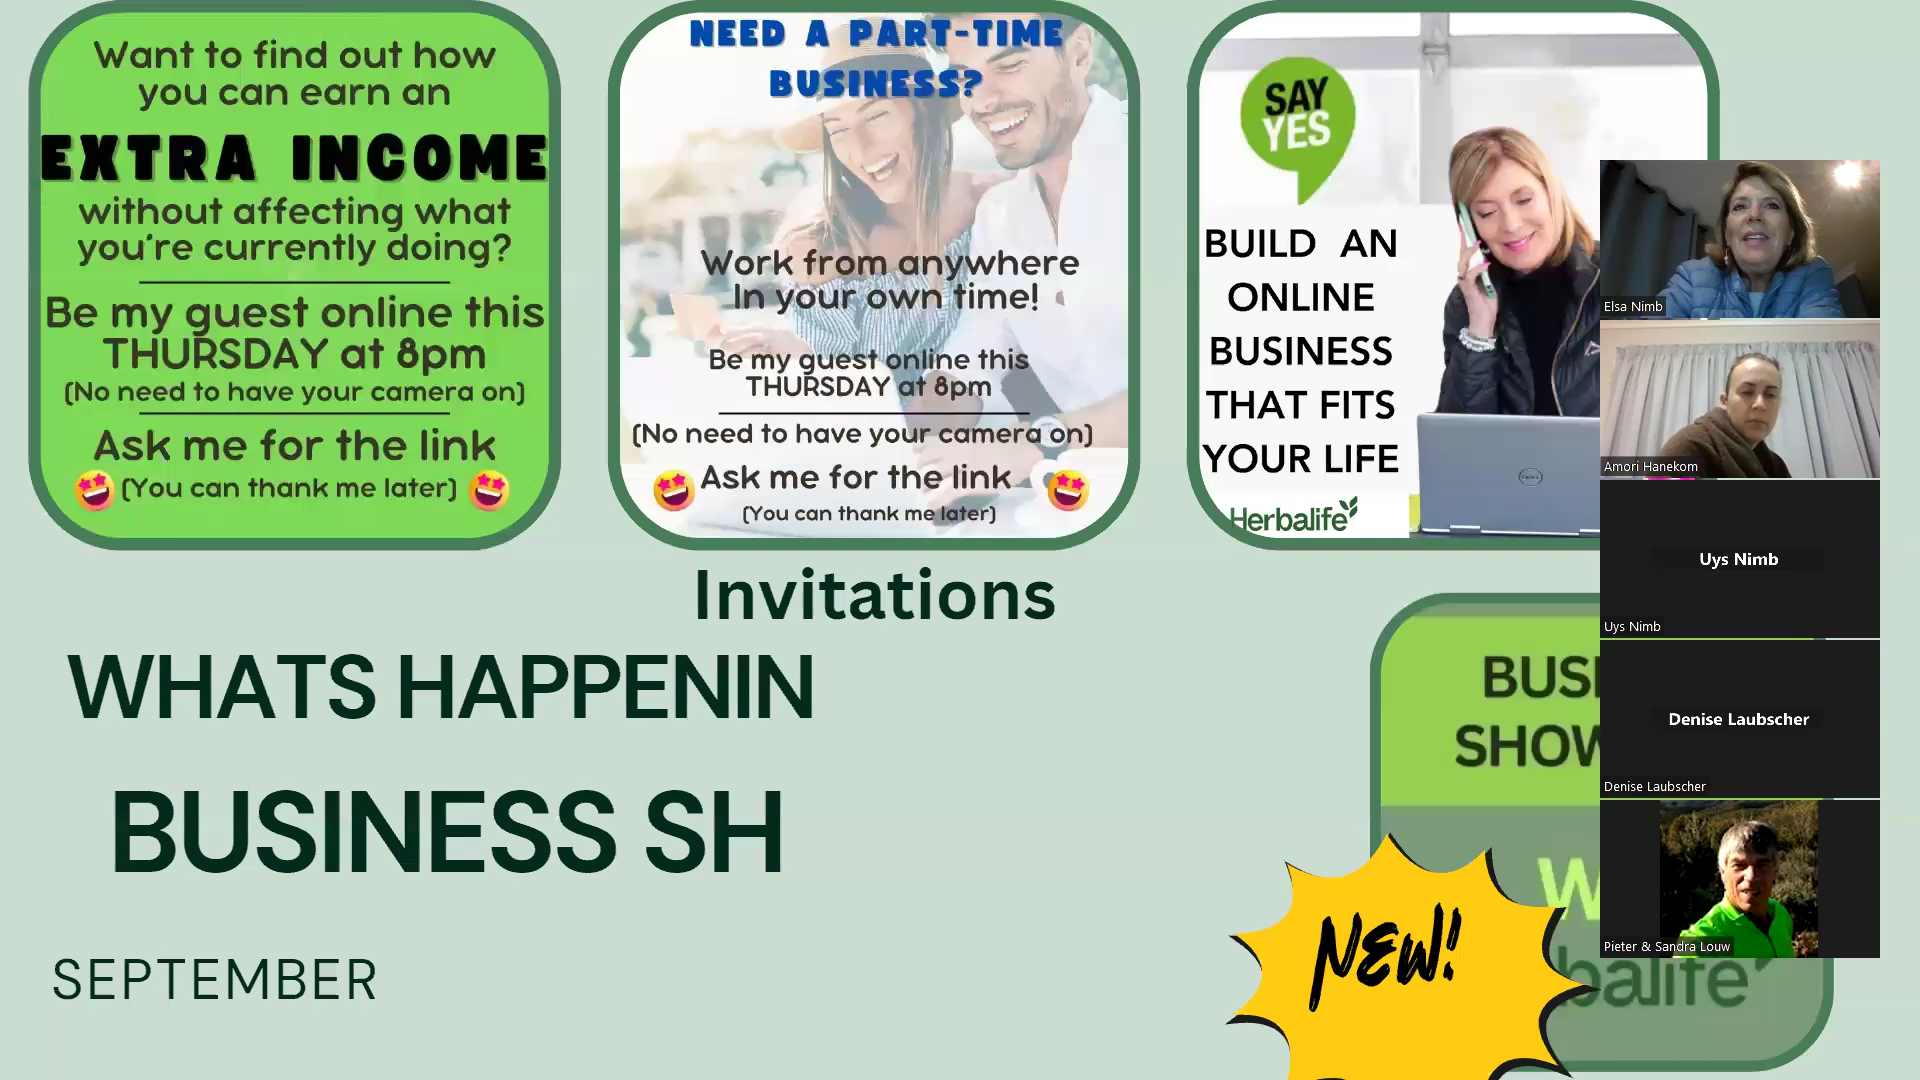 Want to find out how
you can earn an
EXTRA INCOME
without affecting what
you're currently doing?
Be my guest online this
THURSDAY at 8pm
(No need to have your camera on)
Ask me for the link
(You can thank me later)
NEED A PART-TIME
BUSINESS?
Work from anywhere
In your own time!
Be my guest online this
THURSDAY at 8pm
(No need to have your camera on)
Ask me for the link
(You can thank me later)
SAY
YES
BUILD AN
ONLINE
BUSINESS
THAT FITS
YOUR LIFE
Herbalife
DELL
Elsa Nimb
Amori Hanekom
Uys Nimb
Uys Nimb
Denise Laubscher
Denise Laubscher
Pieter & Sandra Louw
Invitations
WHATS HAPPENIN
BUSINESS SH
SEPTEMBER
BUSI
SHOW
W
balife
NEW!